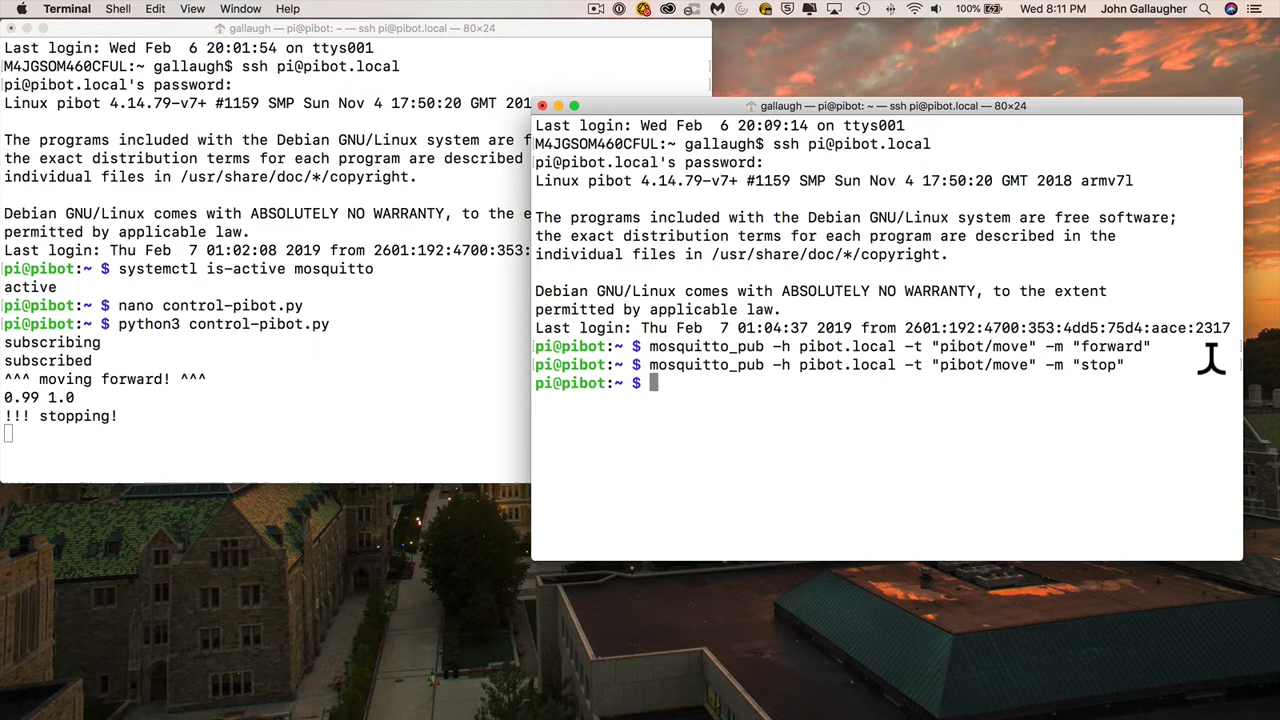 Terminal Shell Edit View Window Help 100% Wed 8:11 PM John Gallaugher
gallaugh — pi@pibot: ~ — ssh pi@pibot.local — 80×24
Last login: Wed Feb  6 20:01:54 on ttys001
M4JGSOM460CFUL:~ gallaugh$ ssh pi@pibot.local
pi@pibot.local's password:
Linux pibot 4.14.79-v7+ #1159 SMP Sun Nov 4 17:50:20 GMT 201
The programs included with the Debian GNU/Linux system are f
the exact distribution terms for each program are described
individual files in /usr/share/doc/*/copyright.
Debian GNU/Linux comes with ABSOLUTELY NO WARRANTY, to the e
permitted by applicable law.
Last login: Thu Feb  7 01:02:08 2019 from 2601:192:4700:353:
pi@pibot:~ $ systemctl is-active mosquitto
active
pi@pibot:~ $ nano control-pibot.py
pi@pibot:~ $ python3 control-pibot.py
subscribing
subscribed
^^^ moving forward! ^^^
0.99 1.0
!!! stopping!
gallaugh — pi@pibot: ~ — ssh pi@pibot.local — 80×24
Last login: Wed Feb  6 20:09:14 on ttys001
M4JGSOM460CFUL:~ gallaugh$ ssh pi@pibot.local
pi@pibot.local's password:
Linux pibot 4.14.79-v7+ #1159 SMP Sun Nov 4 17:50:20 GMT 2018 armv7l
The programs included with the Debian GNU/Linux system are free software;
the exact distribution terms for each program are described in the
individual files in /usr/share/doc/*/copyright.
Debian GNU/Linux comes with ABSOLUTELY NO WARRANTY, to the extent
permitted by applicable law.
Last login: Thu Feb  7 01:04:37 2019 from 2601:192:4700:353:4dd5:75d4:aace:2317
pi@pibot:~ $ mosquitto_pub -h pibot.local -t "pibot/move" -m "forward"
pi@pibot:~ $ mosquitto_pub -h pibot.local -t "pibot/move" -m "stop"
pi@pibot:~ $